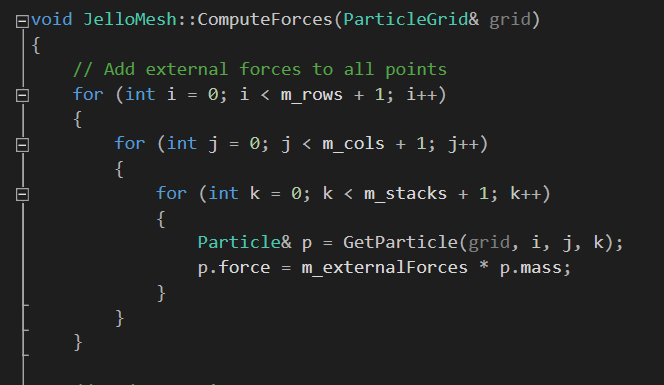 void JelloMesh::ComputeForces(ParticleGrid& grid)
{
    // Add external forces to all points
    for (int i = 0; i < m_rows + 1; i++)
    {
        for (int j = 0; j < m_cols + 1; j++)
        {
            for (int k = 0; k < m_stacks + 1; k++)
            {
                Particle& p = GetParticle(grid, i, j, k);
                p.force = m_externalForces * p.mass;
            }
        }
    }